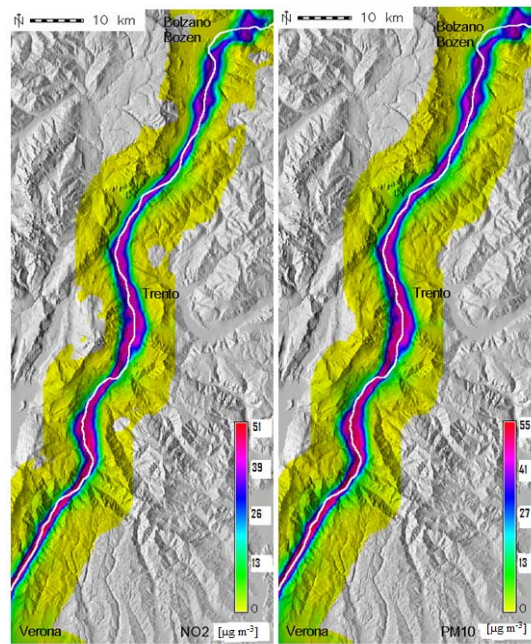 N 10 km
Bolzano
Bozen
Trento
51
39
26
13
0
Verona NO2 [µg m-3]
N 10 km
Bolzano
Bozen
Trento
55
41
27
13
0
PM10 [µg m-3]
Verona